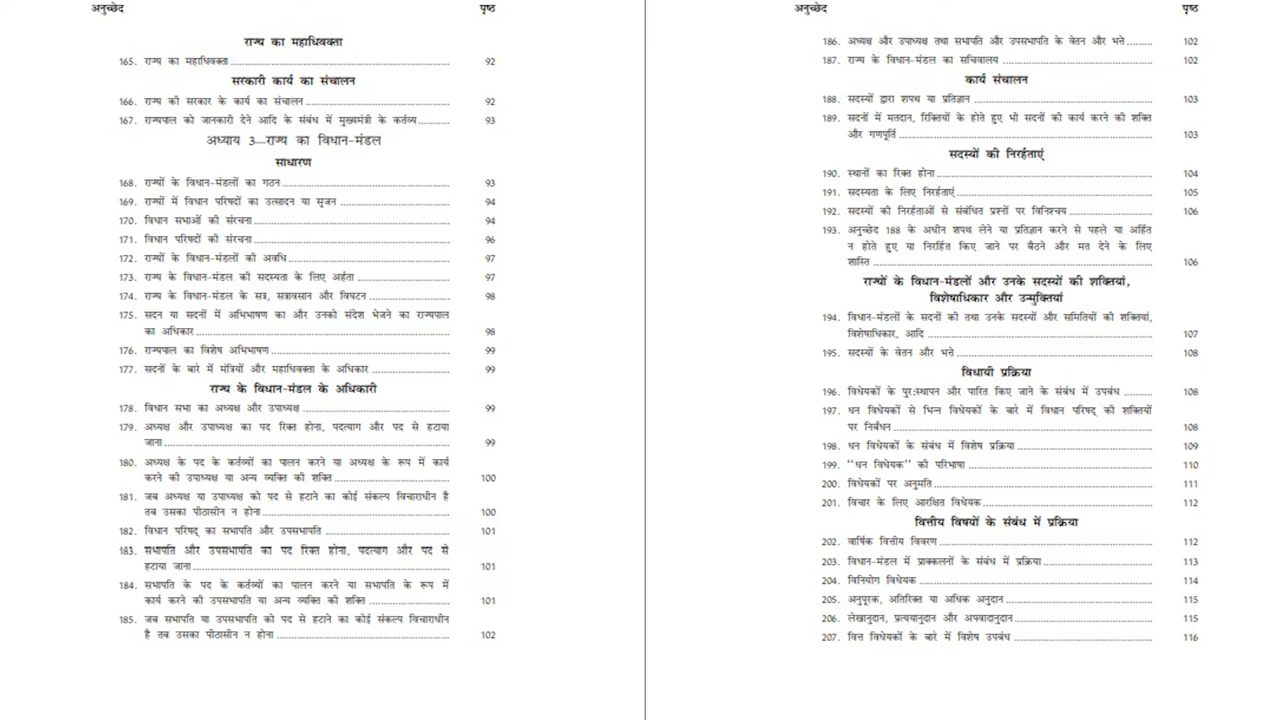 अनुच्छेद पृष्ठ
राज्य का महाधिवक्ता
165. राज्य का महाधिवक्ता 92
सरकारी कार्य का संचालन
166. राज्य की सरकार के कार्य का संचालन 92
167. राज्यपाल को जानकारी देने आदि के संबंध में मुख्यमंत्री के कर्तव्य 93
अध्याय 3—राज्य का विधान-मंडल
साधारण
168. राज्यों के विधान-मंडलों का गठन 93
169. राज्यों में विधान परिषदों का उत्सादन या सृजन 94
170. विधान सभाओं की संरचना 94
171. विधान परिषदों की संरचना 96
172. राज्यों के विधान-मंडलों की अवधि 97
173. राज्य के विधान-मंडल की सदस्यता के लिए अर्हता 97
174. राज्य के विधान-मंडल के सत्र, सत्रावसान और विघटन 98
175. सदन या सदनों में अभिभाषण का और उनको संदेश भेजने का राज्यपाल
का अधिकार 98
176. राज्यपाल का विशेष अभिभाषण 99
177. सदनों के बारे में मंत्रियों और महाधिवक्ता के अधिकार 99
राज्य के विधान-मंडल के अधिकारी
178. विधान सभा का अध्यक्ष और उपाध्यक्ष 99
179. अध्यक्ष और उपाध्यक्ष का पद रिक्त होना, पदत्याग और पद से हटाया
जाना 99
180. अध्यक्ष के पद के कर्तव्यों का पालन करने या अध्यक्ष के रूप में कार्य
करने की उपाध्यक्ष या अन्य व्यक्ति की शक्ति 100
181. जब अध्यक्ष या उपाध्यक्ष को पद से हटाने का कोई संकल्प विचाराधीन है
तब उसका पीठासीन न होना 100
182. विधान परिषद् का सभापति और उपसभापति 101
183. सभापति और उपसभापति का पद रिक्त होना, पदत्याग और पद से
हटाया जाना 101
184. सभापति के पद के कर्तव्यों का पालन करने या सभापति के रूप में
कार्य करने की उपसभापति या अन्य व्यक्ति की शक्ति 101
185. जब सभापति या उपसभापति को पद से हटाने का कोई संकल्प विचाराधीन
है तब उसका पीठासीन न होना 102
अनुच्छेद पृष्ठ
186. अध्यक्ष और उपाध्यक्ष तथा सभापति और उपसभापति के वेतन और भत्ते 102
187. राज्य के विधान-मंडल का सचिवालय 102
कार्य संचालन
188. सदस्यों द्वारा शपथ या प्रतिज्ञान 103
189. सदनों में मतदान, रिक्तियों के होते हुए भी सदनों की कार्य करने की शक्ति
और गणपूर्ति 103
सदस्यों की निरर्हताएं
190. स्थानों का रिक्त होना 104
191. सदस्यता के लिए निरर्हताएं 105
192. सदस्यों की निरर्हताओं से संबंधित प्रश्नों पर विनिश्चय 106
193. अनुच्छेद 188 के अधीन शपथ लेने या प्रतिज्ञान करने से पहले या अर्हित
न होते हुए या निरर्हित किए जाने पर बैठने और मत देने के लिए
शास्ति 106
राज्यों के विधान-मंडलों और उनके सदस्यों की शक्तियां,
विशेषाधिकार और उन्मुक्तियां
194. विधान-मंडलों के सदनों की तथा उनके सदस्यों और समितियों की शक्तियां,
विशेषाधिकार, आदि 107
195. सदस्यों के वेतन और भत्ते 108
विधायी प्रक्रिया
196. विधेयकों के पुर:स्थापन और पारित किए जाने के संबंध में उपबंध 108
197. धन विधेयकों से भिन्न विधेयकों के बारे में विधान परिषद् की शक्तियों
पर निर्बंधन 108
198. धन विधेयकों के संबंध में विशेष प्रक्रिया 109
199. ''धन विधेयक'' की परिभाषा 110
200. विधेयकों पर अनुमति 111
201. विचार के लिए आरक्षित विधेयक 112
वित्तीय विषयों के संबंध में प्रक्रिया
202. वार्षिक वित्तीय विवरण 112
203. विधान-मंडल में प्राक्कलनों के संबंध में प्रक्रिया 113
204. विनियोग विधेयक 114
205. अनुपूरक, अतिरिक्त या अधिक अनुदान 115
206. लेखानुदान, प्रत्ययानुदान और अपवादानुदान 115
207. वित्त विधेयकों के बारे में विशेष उपबंध 116